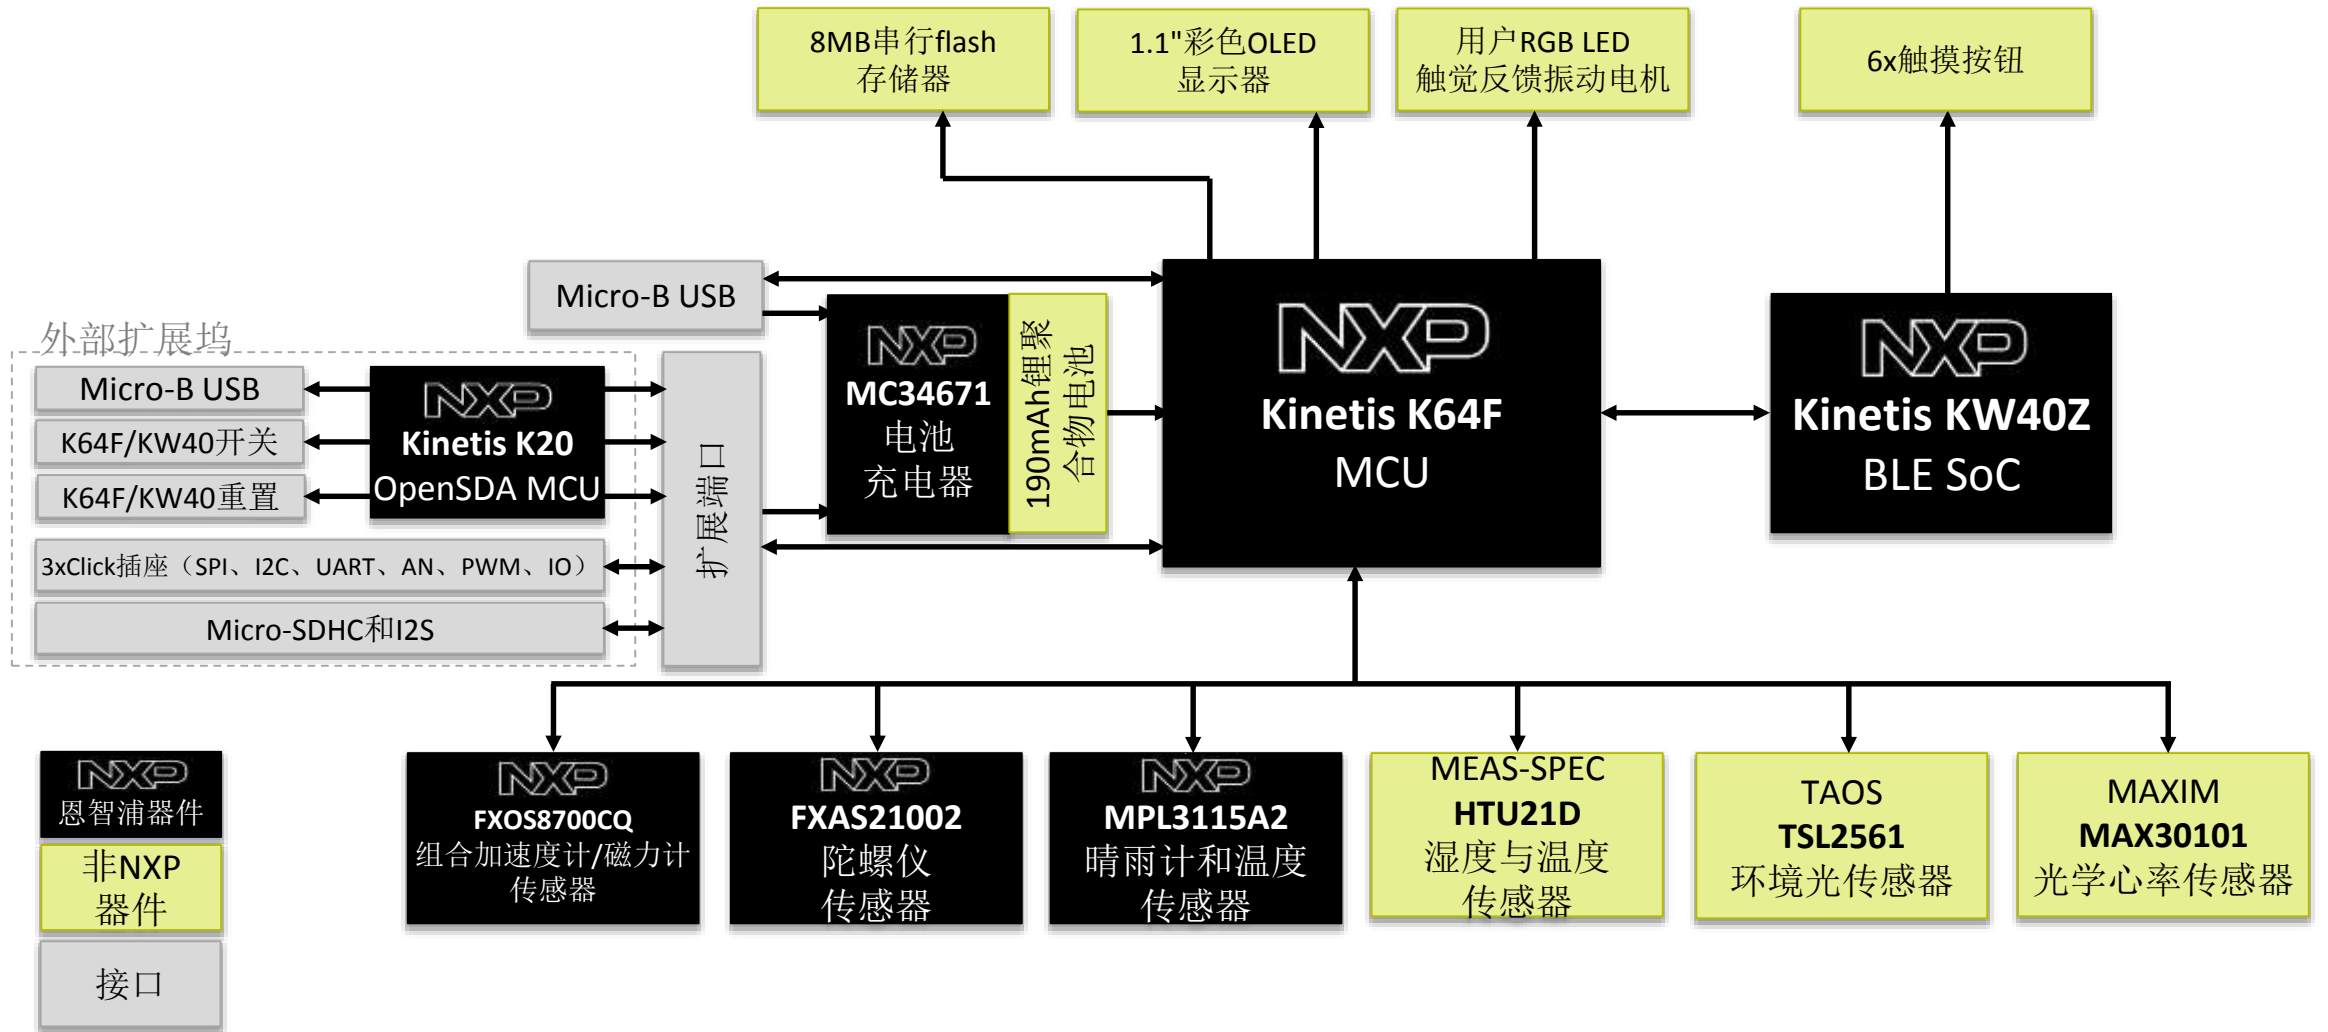 8MB串行flash
存储器
1.1"彩色OLED
显示器
用户RGB LED
触觉反馈振动电机
6x触摸按钮
Micro-B USB
NXP
MC34671
电池
充电器
190mAh锂聚
合物电池
NXP
Kinetis K64F
MCU
NXP
Kinetis KW40Z
BLE SoC
外部扩展坞
Micro-B USB
K64F/KW40开关
K64F/KW40重置
NXP
Kinetis K20
OpenSDA MCU
3xClick插座（SPI、I2C、UART、AN、PWM、IO）
Micro-SDHC和I2S
扩展端口
NXP
FXOS8700CQ
组合加速度计/磁力计
传感器
NXP
FXAS21002
陀螺仪
传感器
NXP
MPL3115A2
晴雨计和温度
传感器
MEAS-SPEC
HTU21D
湿度与温度
传感器
TAOS
TSL2561
环境光传感器
MAXIM
MAX30101
光学心率传感器
NXP
恩智浦器件
非NXP
器件
接口